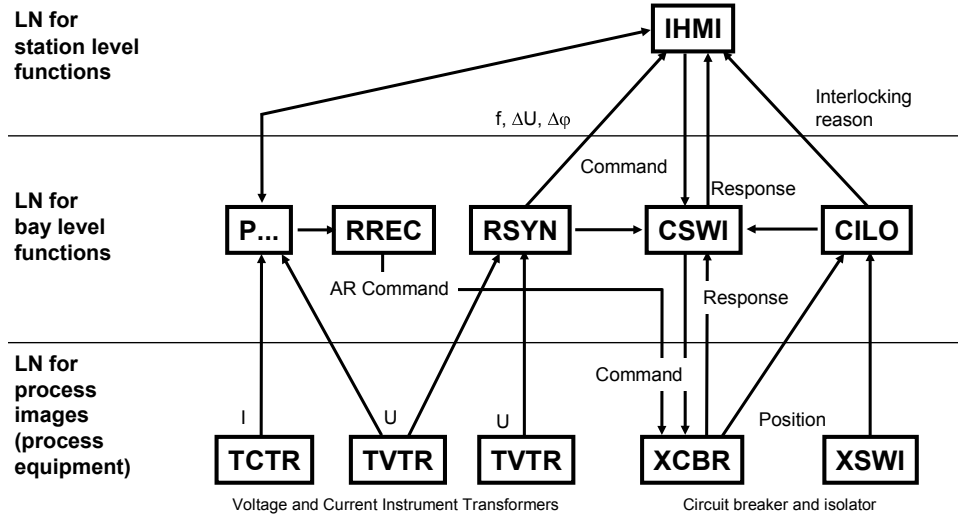 LN for
station level
functions
IHMI
f, ΔU, Δφ
Interlocking
reason
Command
Response
LN for
bay level
functions
P...
RREC
RSYN
CSWI
CILO
AR Command
Response
LN for
process
images
(process
equipment)
Command
I
U
U
Position
TCTR
TVTR
TVTR
XCBR
XSWI
Voltage and Current Instrument Transformers
Circuit breaker and isolator